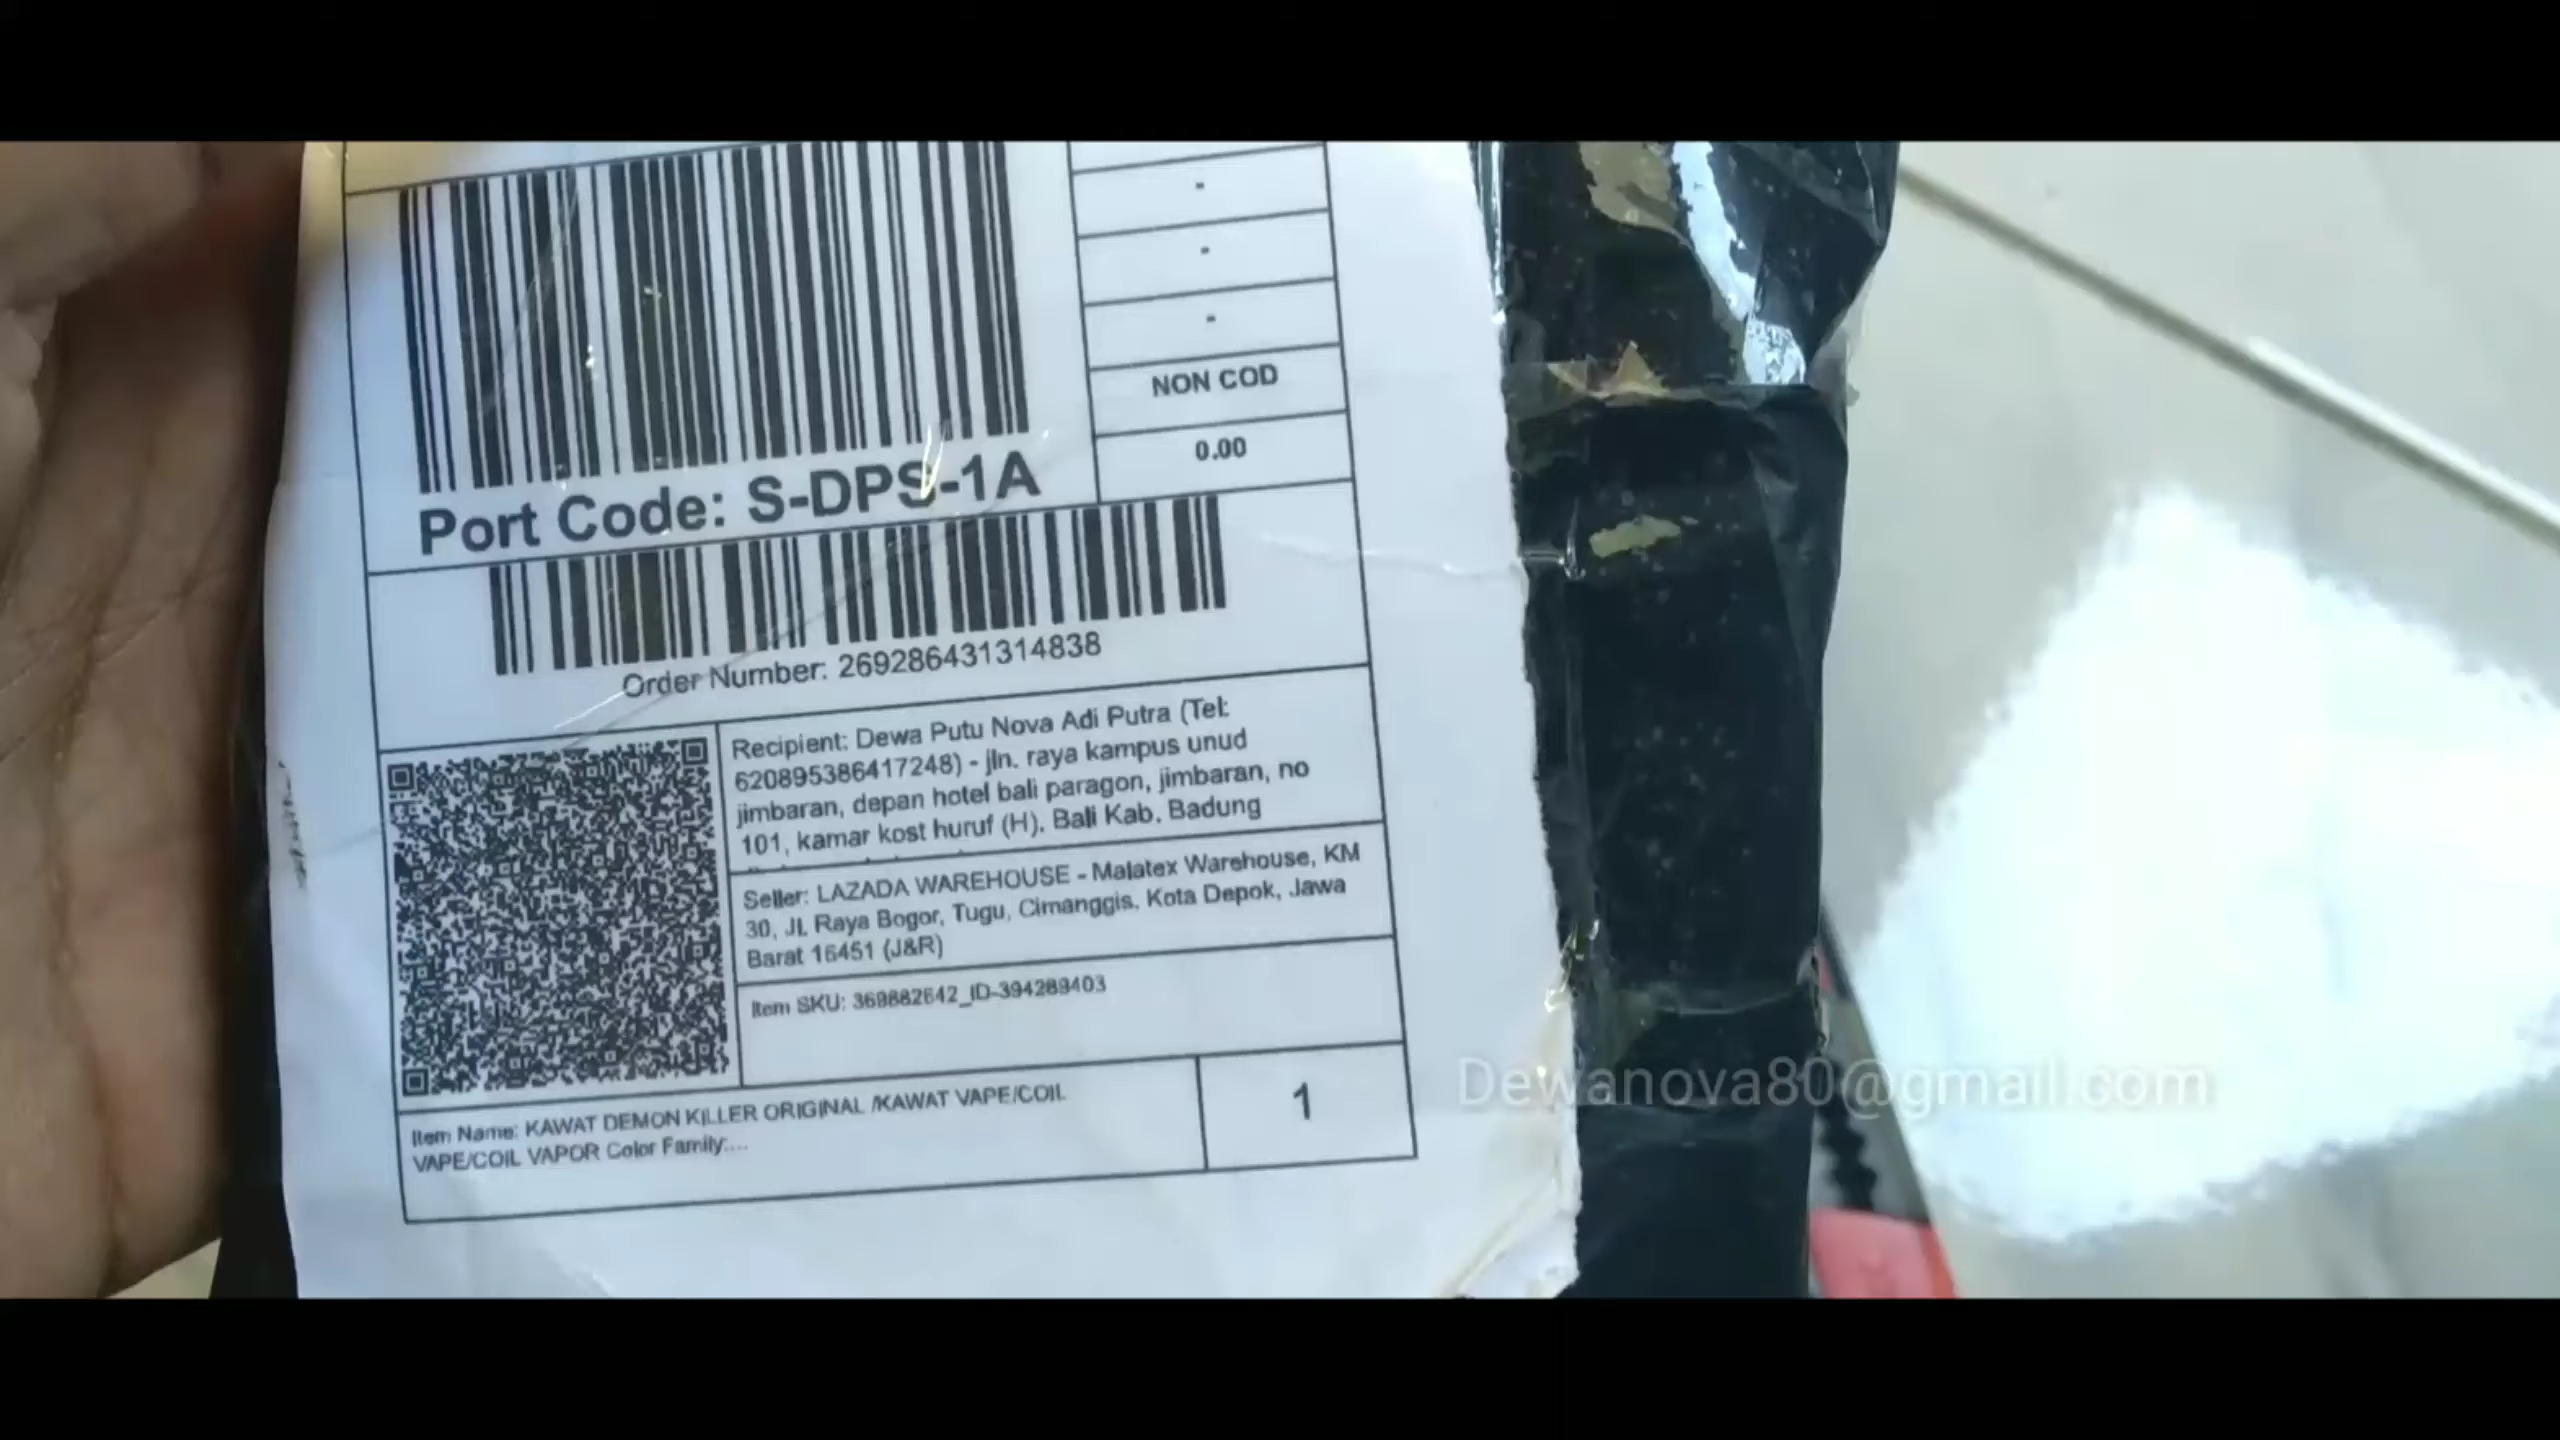 NON COD
0.00
Port Code: S-DPS-1A
Order Number: 269286431314838
Recipient: Dewa Putu Nova Adi Putra (Tel:
620895386417248) - jln. raya kampus unud
jimbaran, depan hotel bali paragon, jimbaran, no
101, kamar kost huruf (H), Bali Kab. Badung
Seller: LAZADA WAREHOUSE - Malatex Warehouse, KM
30, Jl. Raya Bogor, Tugu, Cimanggis, Kota Depok, Jawa
Barat 16451 (J&R)
Item SKU: 369882642_ID-394289403
Item Name: KAWAT DEMON KILLER ORIGINAL /KAWAT VAPE/COIL
VAPE/COIL VAPOR Color Family:...
1
Dewanova80@gmail.com